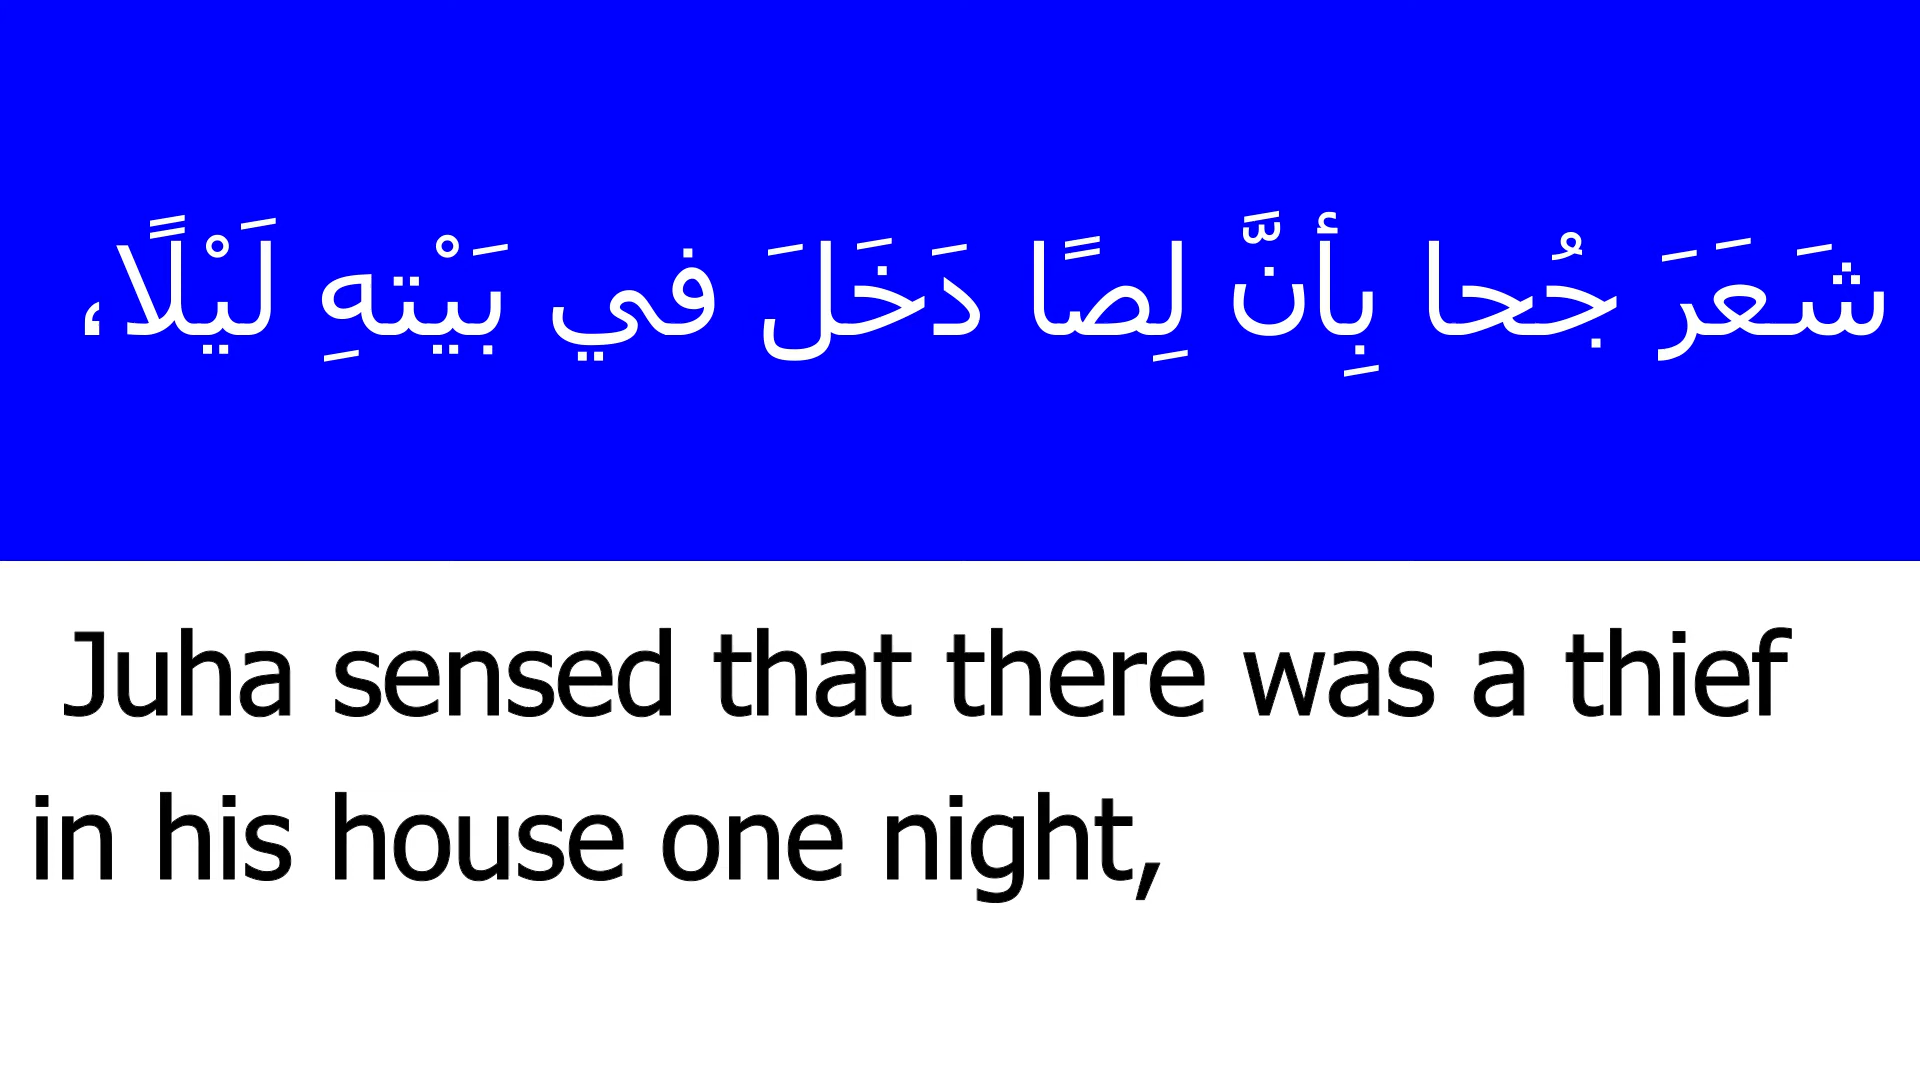 شَعَرَ جُحا بِأنَّ لِصًا دَخَلَ في بَيْتهِ لَيْلًا،
Juha sensed that there was a thief
in his house one night,